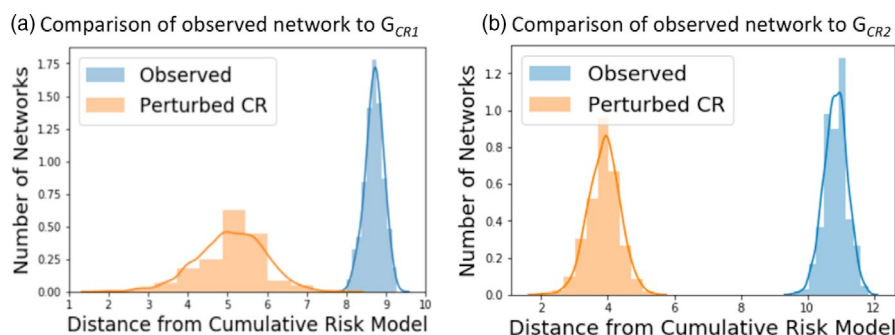 (a) Comparison of observed network to G_CR1
Number of Networks
1.75
1.50
1.25
1.00
0.75
0.50
0.25
0.00
Observed
Perturbed CR
1 2 3 4 5 6 7 8 9 10
Distance from Cumulative Risk Model
(b) Comparison of observed network to G_CR2
Number of Networks
1.2
1.0
0.8
0.6
0.4
0.2
0.0
Observed
Perturbed CR
2 4 6 8 10 12
Distance from Cumulative Risk Model